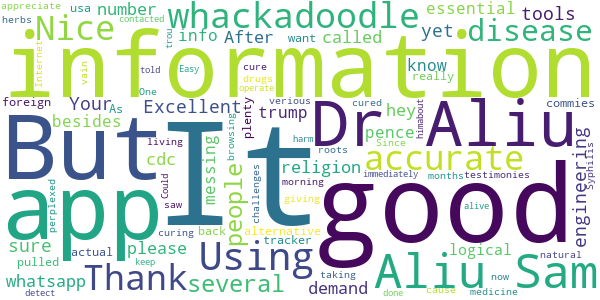 appreciate contacted usa number whackadoodle essential tools
herbs Nice info After called yet disease
Internet vain want know
information
told One Easy cure drugs operate really
foreign Your As Excellent plenty trump verious hey commies
besides pence cured Since himabout
But It Dr Aliu
app good
cdc living saw messing people browsing religion harm roots accurate engineering Syphills
Could curing back challenges morning testimonies immediately months
perplexed sure actual please Using giving alternative logical alive
pulled tracker taking demand now natural
whatsapp Thank several Aliu Sam
detect keep done cause medicine